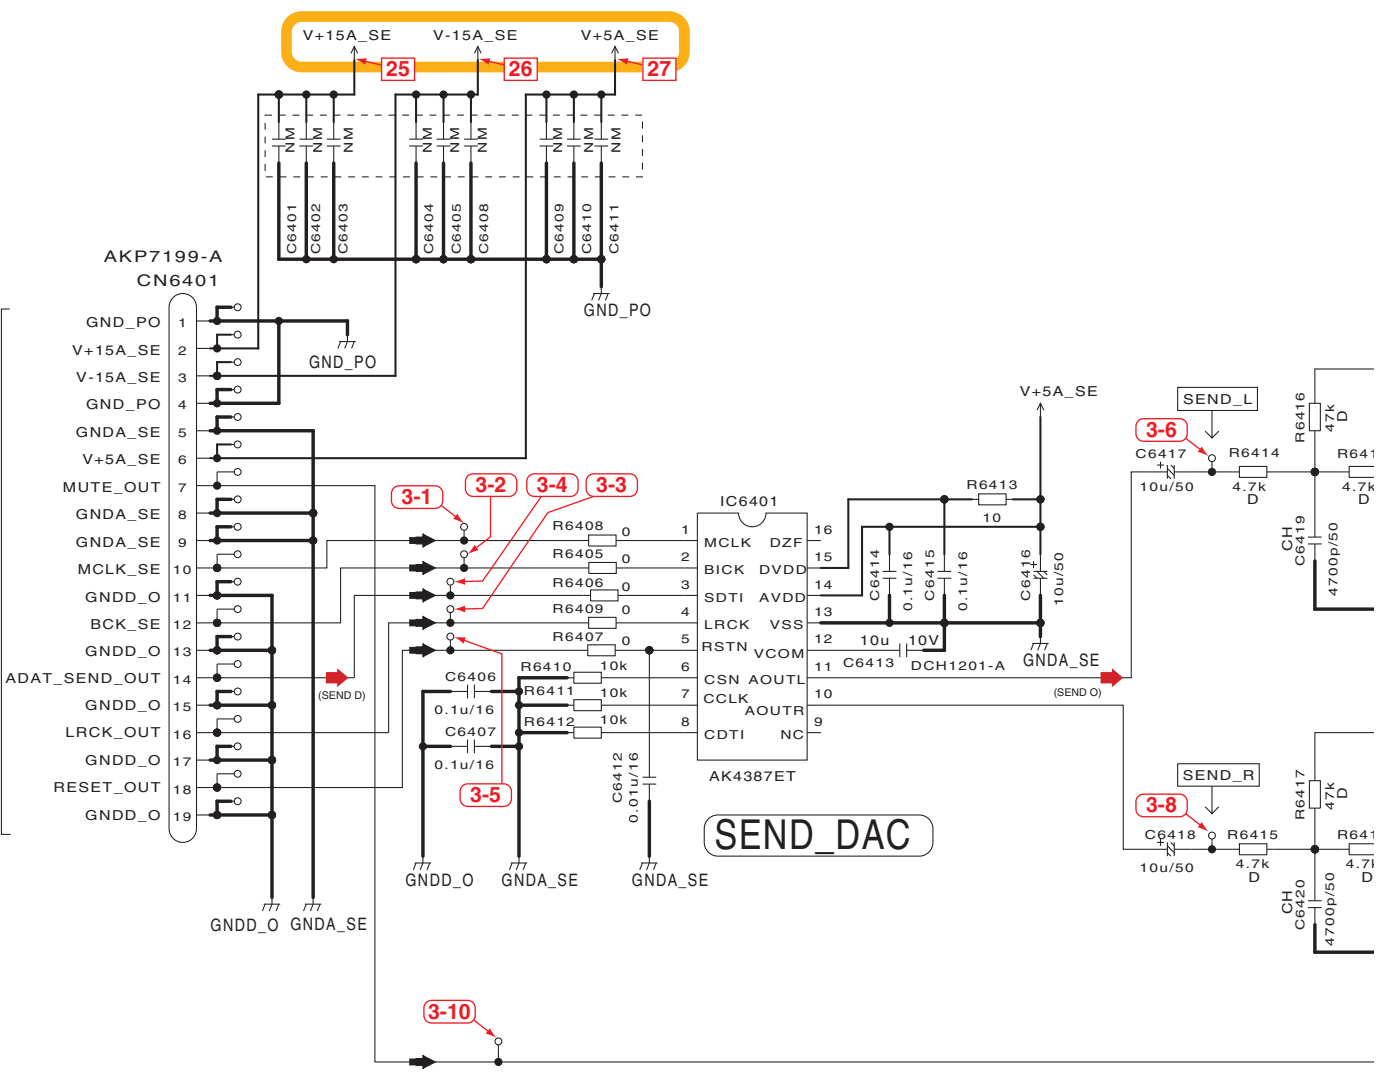 V+15A_SE V-15A_SE V+5A_SE
25 26 27
NM NM NM NM NM NM NM NM NM
C6401 C6402 C6403 C6404 C6405 C6408 C6409 C6410 C6411
GND_PO
AKP7199-A
CN6401
GND_PO 1
V+15A_SE 2
V-15A_SE 3
GND_PO 4
GNDA_SE 5
V+5A_SE 6
MUTE_OUT 7
GNDA_SE 8
GNDA_SE 9
MCLK_SE 10
GNDD_O 11
BCK_SE 12
GNDD_O 13
ADAT_SEND_OUT 14
GNDD_O 15
LRCK_OUT 16
GNDD_O 17
RESET_OUT 18
GNDD_O 19
GND_PO
GNDD_O GNDA_SE
(SEND D)
3-1 3-2 3-4 3-3
R6408 0
R6405 0
R6406 0
R6409 0
R6407 0
R6410 10k
R6411 10k
R6412 10k
C6406
0.1u/16
C6407
0.1u/16
3-5
C6412
0.01u/16
GNDD_O GNDA_SE GNDA_SE
IC6401
1 MCLK DZF 16
2 BICK DVDD 15
3 SDTI AVDD 14
4 LRCK VSS 13
5 RSTN VCOM 12
6 CSN AOUTL 11
7 CCLK AOUTR 10
8 CDTI NC 9
AK4387ET
SEND_DAC
V+5A_SE
R6413
10
C6414
0.1u/16
C6415
0.1u/16
C6416
+
10u/50
10u 10V
C6413 DCH1201-A
GNDA_SE
(SEND O)
SEND_L
3-6
C6417
+
10u/50
R6414
4.7k
D
R6416
47k
D
R641
4.7k
D
CH
C6419
4700p/50
SEND_R
3-8
C6418
+
10u/50
R6415
4.7k
D
R6417
47k
D
R641
4.7k
D
CH
C6420
4700p/50
3-10